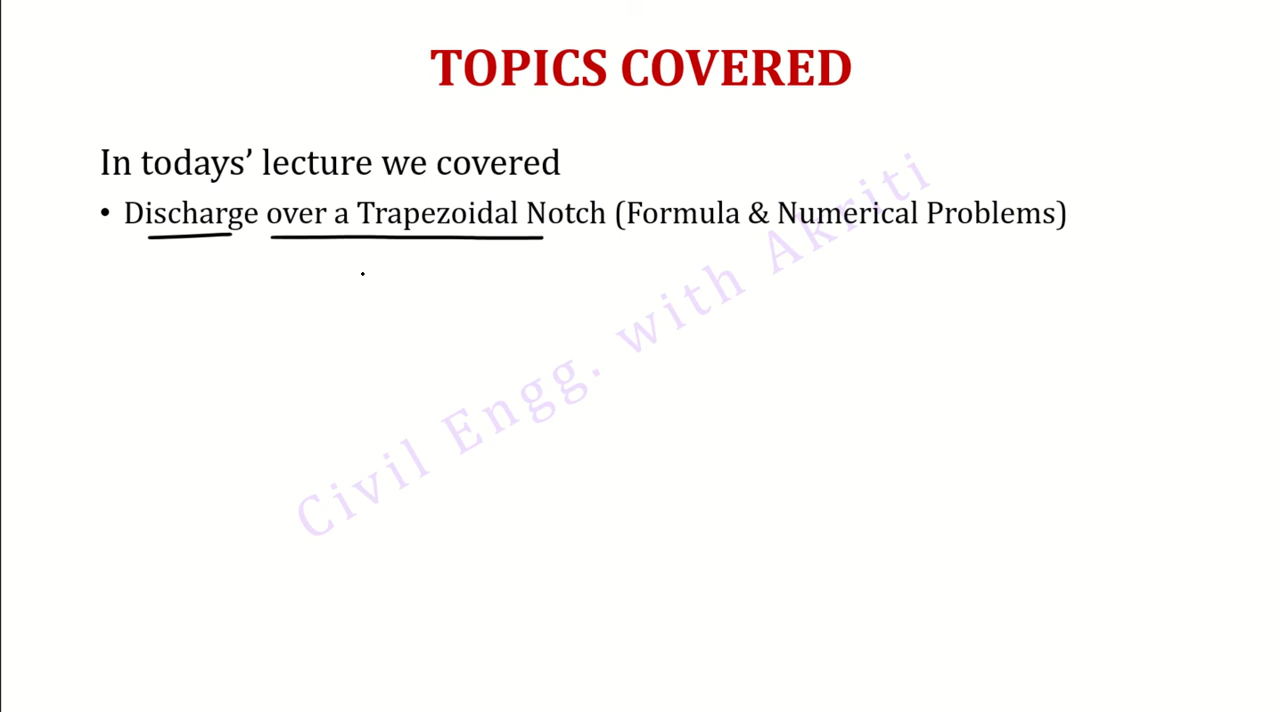 TOPICS COVERED
In todays’ lecture we covered
• Discharge over a Trapezoidal Notch (Formula & Numerical Problems)
Civil Engg. with Akriti